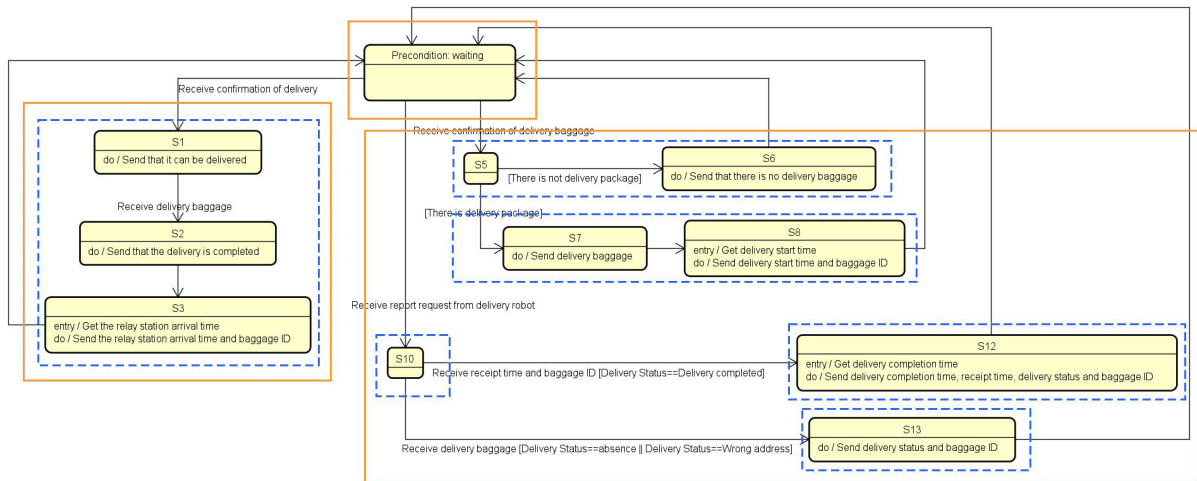 Precondition: waiting
Receive confirmation of delivery
S1
do / Send that it can be delivered
Receive delivery baggage
S2
do / Send that the delivery is completed
S3
entry / Get the relay station arrival time
do / Send the relay station arrival time and baggage ID
Receive confirmation of delivery baggage
S5
[There is not delivery package]
S6
do / Send that there is no delivery baggage
[There is delivery package]
S7
do / Send delivery baggage
S8
entry / Get delivery start time
do / Send delivery start time and baggage ID
Receive report request from delivery robot
S10
Receive receipt time and baggage ID [Delivery Status==Delivery completed]
S12
entry / Get delivery completion time
do / Send delivery completion time, receipt time, delivery status and baggage ID
Receive delivery baggage [Delivery Status==absence || Delivery Status==Wrong address]
S13
do / Send delivery status and baggage ID